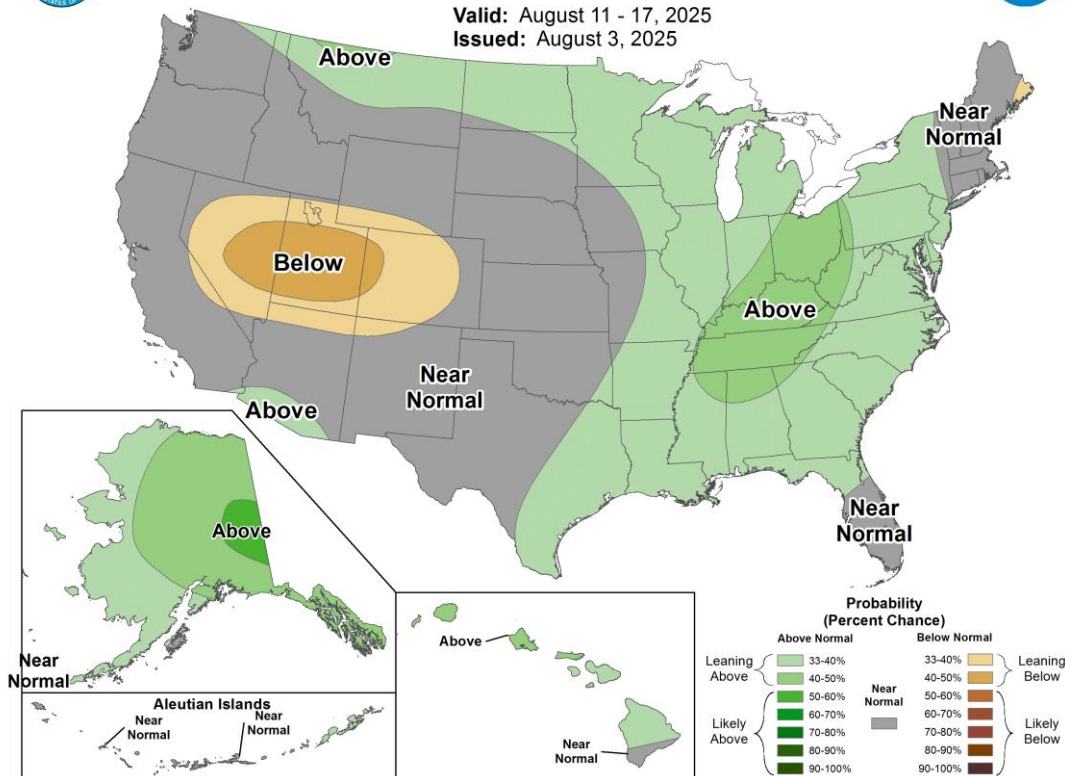 STATES OF
Valid: August 11 - 17, 2025
Issued: August 3, 2025
Above
Near
Normal
Below
Above
Near
Normal
Above
Near
Normal
Above
Near
Normal
Aleutian Islands
Near
Normal
Near
Normal
Above
Near
Normal
Probability
(Percent Chance)
Above Normal
Below Normal
Leaning
Above
33-40%
40-50%
Likely
Above
50-60%
60-70%
70-80%
80-90%
90-100%
Near
Normal
33-40%
40-50%
Leaning
Below
50-60%
60-70%
70-80%
80-90%
90-100%
Likely
Below